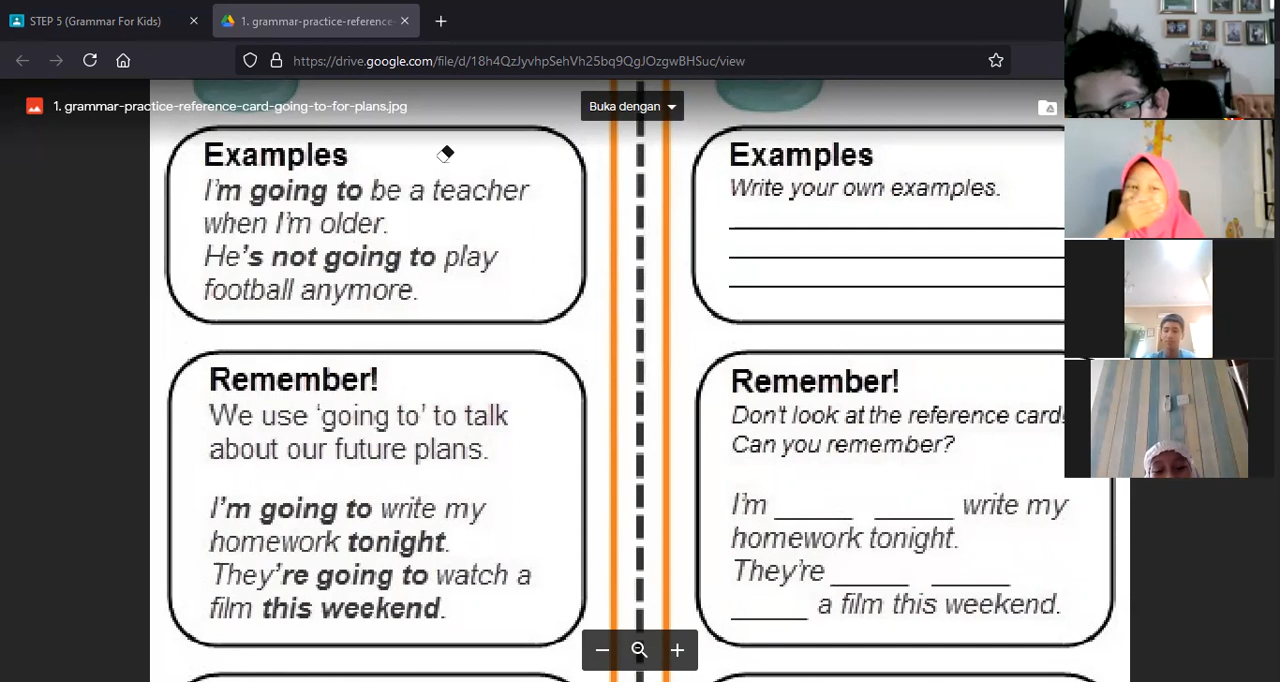 STEP 5 (Grammar For Kids)
1. grammar-practice-reference-
https://drive.google.com/file/d/18h4QzJyvhpSehVh25bq9QgJOzgwBHSuc/view
1. grammar-practice-reference-card-going-to-for-plans.jpg
Buka dengan
Examples
I'm going to be a teacher
when I'm older.
He's not going to play
football anymore.
Remember!
We use 'going to' to talk
about our future plans.
I'm going to write my
homework tonight.
They're going to watch a
film this weekend.
Examples
Write your own examples.
Remember!
Don't look at the reference card!
Can you remember?
I'm ______ ______ write my
homework tonight.
They're ______ ______
______ a film this weekend.